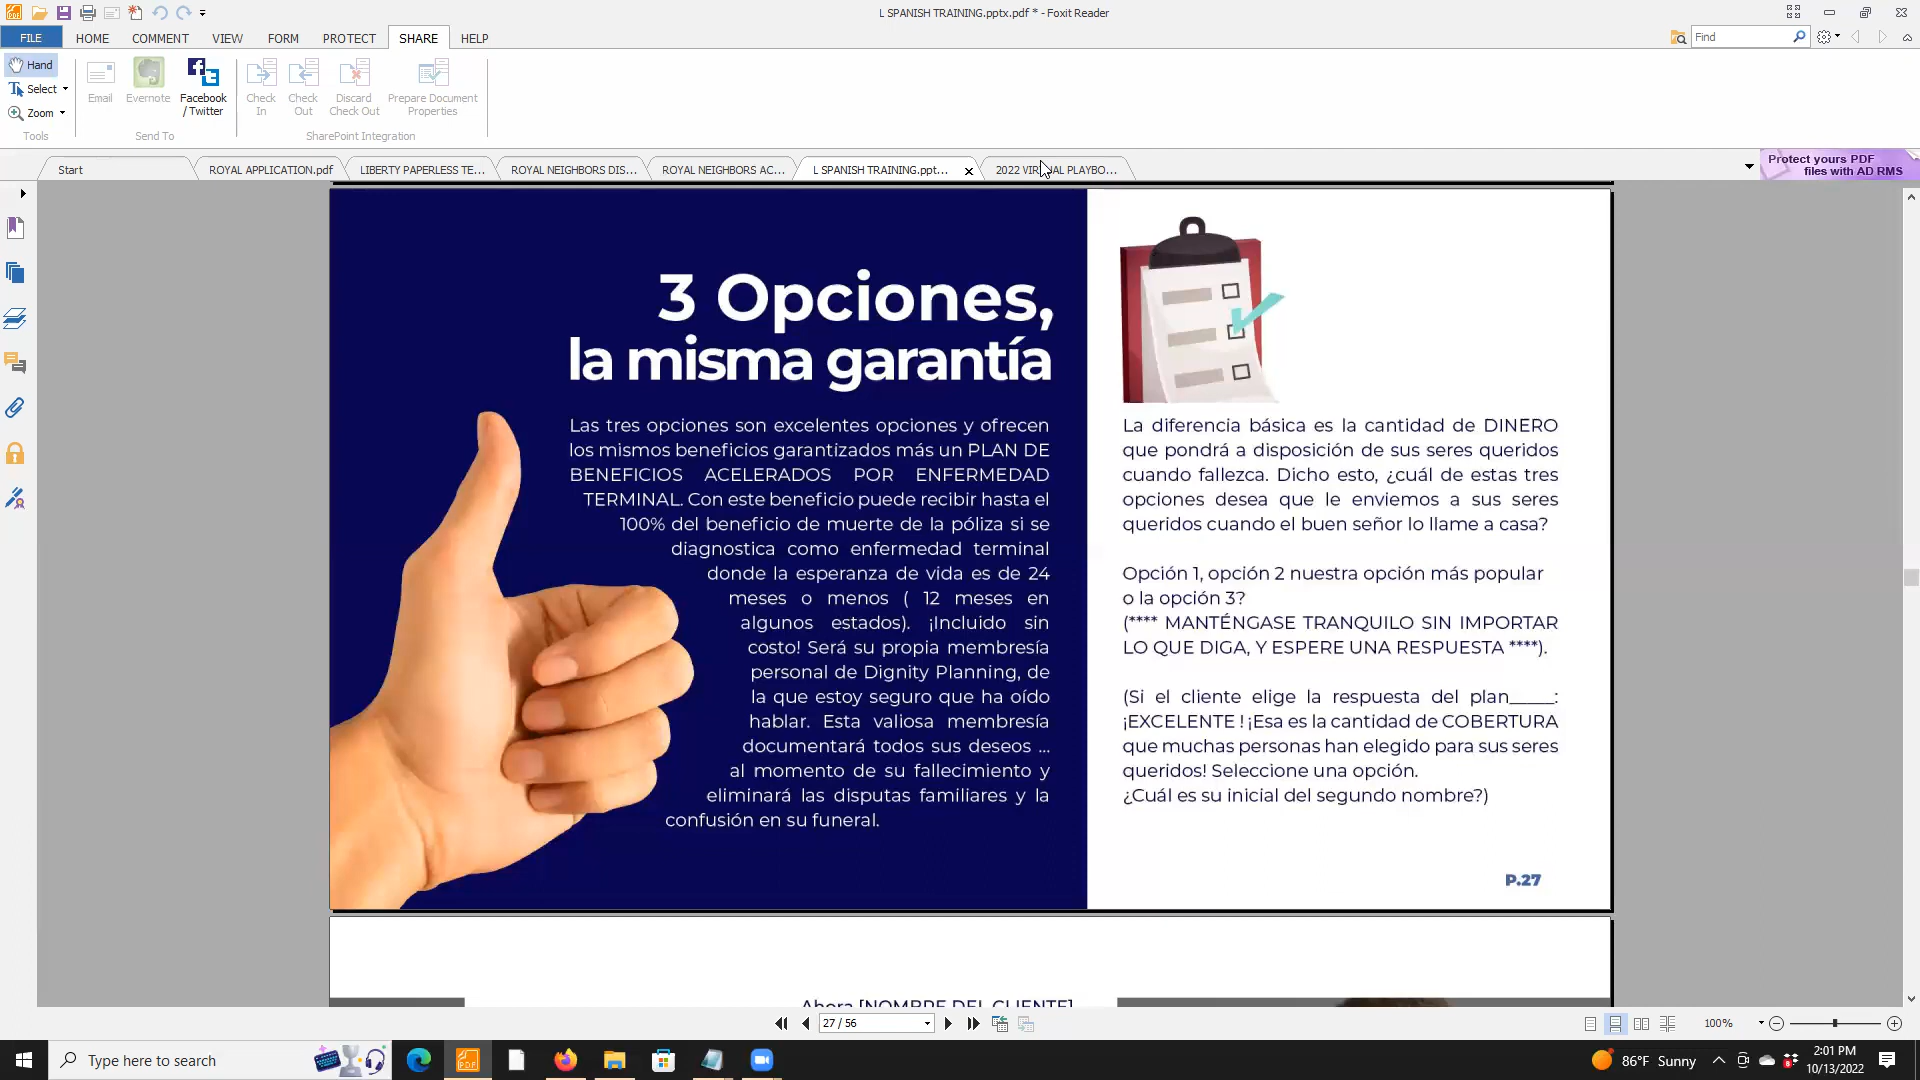 L SPANISH TRAINING.pptx.pdf * - Foxit Reader
FILE
HOME
COMMENT
VIEW
FORM
PROTECT
SHARE
HELP
Find
Hand
Select
Zoom
Tools
Email
Evernote
Facebook
/ Twitter
Send To
Check
In
Check
Out
Discard
Check Out
Prepare Document
Properties
SharePoint Integration
Start
ROYAL APPLICATION.pdf
LIBERTY PAPERLESS TE...
ROYAL NEIGHBORS DIS...
ROYAL NEIGHBORS AC...
L SPANISH TRAINING.ppt...
2022 VIRTUAL PLAYBO...
Protect yours PDF
files with AD RMS
3 Opciones,
la misma garantía
Las tres opciones son excelentes opciones y ofrecen
los mismos beneficios garantizados más un PLAN DE
BENEFICIOS ACELERADOS POR ENFERMEDAD
TERMINAL. Con este beneficio puede recibir hasta el
100% del beneficio de muerte de la póliza si se
diagnostica como enfermedad terminal
donde la esperanza de vida es de 24
meses o menos ( 12 meses en
algunos estados). ¡Incluido sin
costo! Será su propia membresía
personal de Dignity Planning, de
la que estoy seguro que ha oído
hablar. Esta valiosa membresía
documentará todos sus deseos ...
al momento de su fallecimiento y
eliminará las disputas familiares y la
confusión en su funeral.
La diferencia básica es la cantidad de DINERO
que pondrá a disposición de sus seres queridos
cuando fallezca. Dicho esto, ¿cuál de estas tres
opciones desea que le enviemos a sus seres
queridos cuando el buen señor lo llame a casa?
Opción 1, opción 2 nuestra opción más popular
o la opción 3?
(**** MANTÉNGASE TRANQUILO SIN IMPORTAR
LO QUE DIGA, Y ESPERE UNA RESPUESTA ****).
(Si el cliente elige la respuesta del plan_____:
¡EXCELENTE ! ¡Esa es la cantidad de COBERTURA
que muchas personas han elegido para sus seres
queridos! Seleccione una opción.
¿Cuál es su inicial del segundo nombre?)
P.27
Ahora [NOMBRE DEL CLIENTE]
27 / 56
100%
Type here to search
86°F Sunny
2:01 PM
10/13/2022